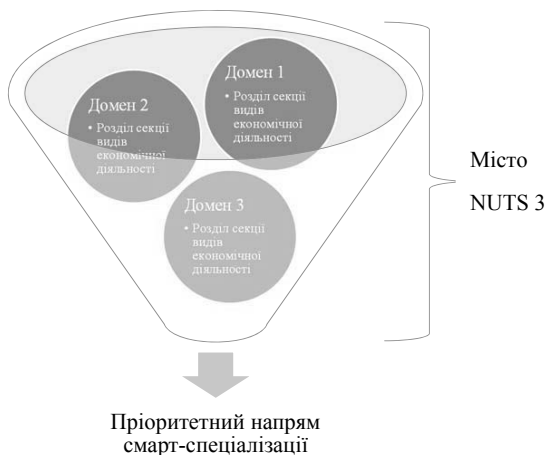 Домен 1
• Розділ секції
видів
економічної
діяльності
Домен 2
• Розділ секції
видів
економічної
діяльності
Домен 3
• Розділ секції
видів
економічної
діяльності
Місто
NUTS 3
Пріоритетний напрям
смарт-спеціалізації